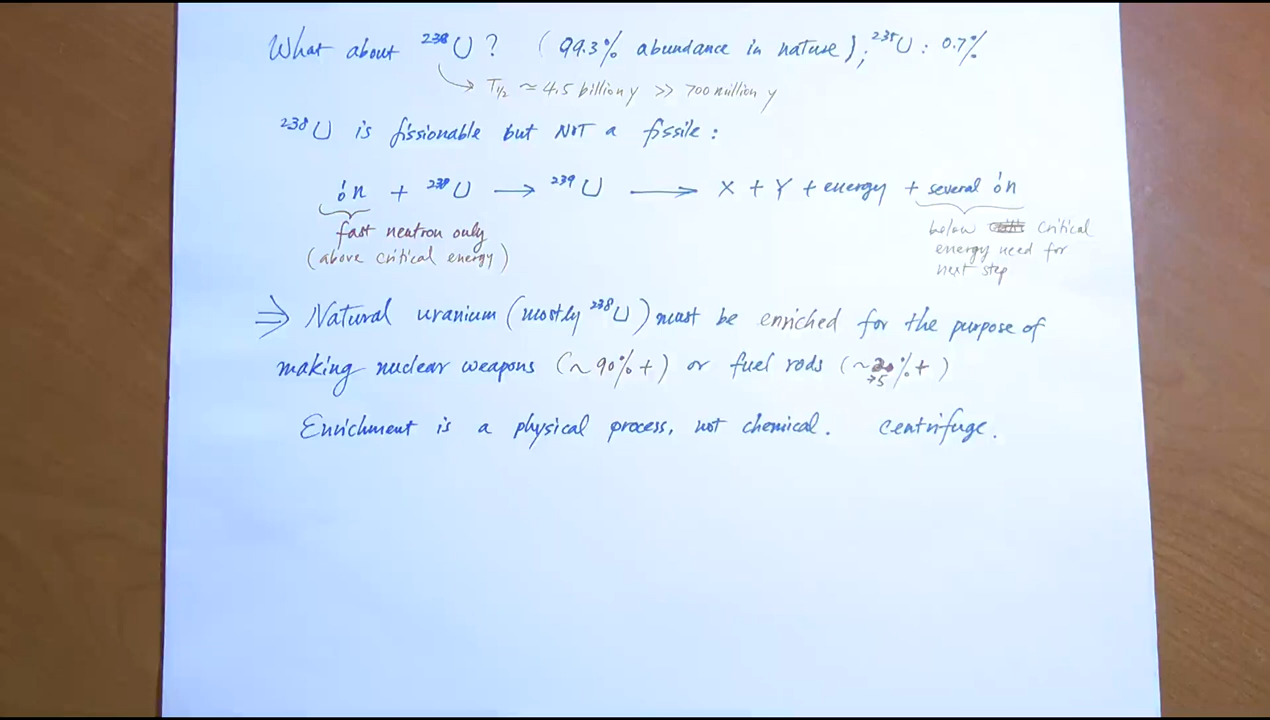 What about ²³⁸U ? (99.3% abundance in nature); ²³⁵U : 0.7%
→ T½ ≃ 4.5 billion y >> 700 million y
²³⁸U is fissionable but NOT a fissile :
¹₀n + ²³⁸U → ²³⁹U → X + Y + energy + several ¹₀n
fast neutron only
(above critical energy)
below critical
energy need for
next step
⇒ Natural uranium (mostly ²³⁸U) must be enriched for the purpose of
making nuclear weapons (~90%+) or fuel rods (~ %+)
→5
Enrichment is a physical process, not chemical. Centrifuge.